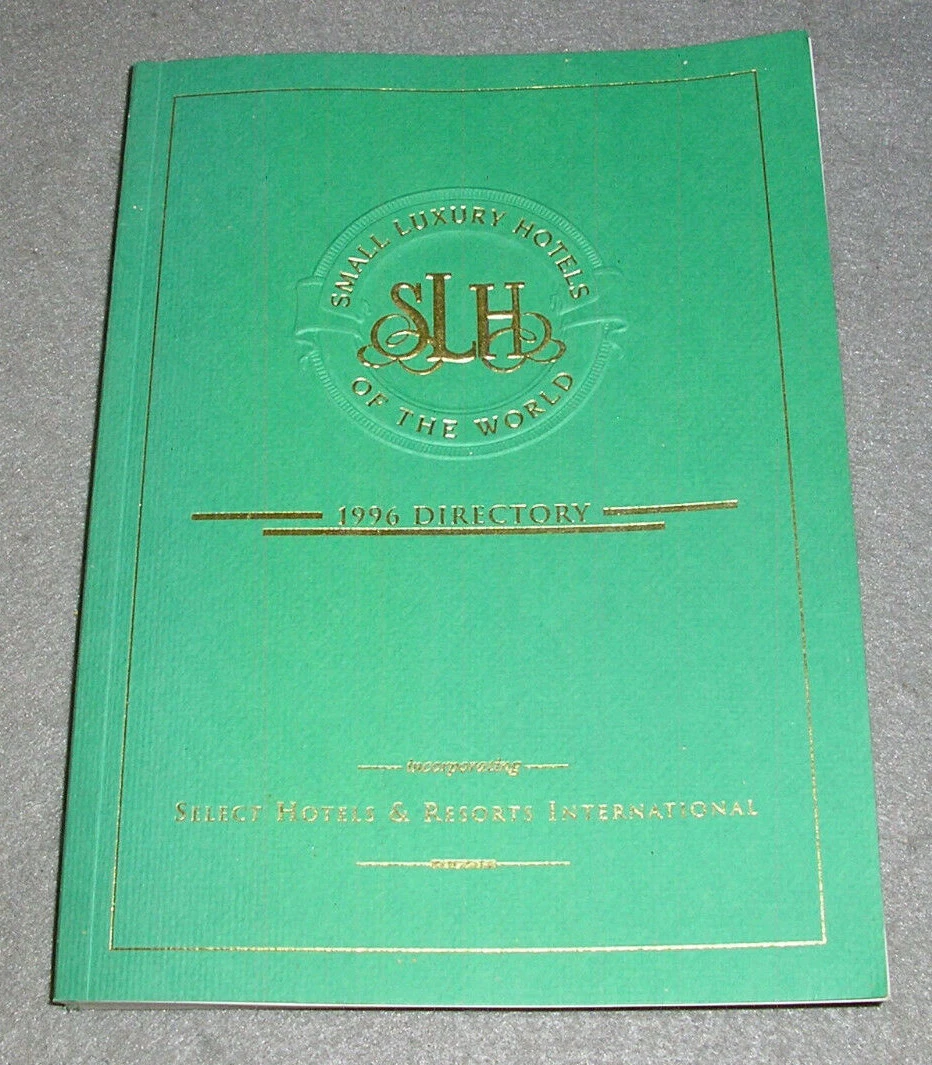 SMALL LUXURY HOTELS
SLH
OF THE WORLD
1996 DIRECTORY
incorporating
SELECT HOTELS & RESORTS INTERNATIONAL